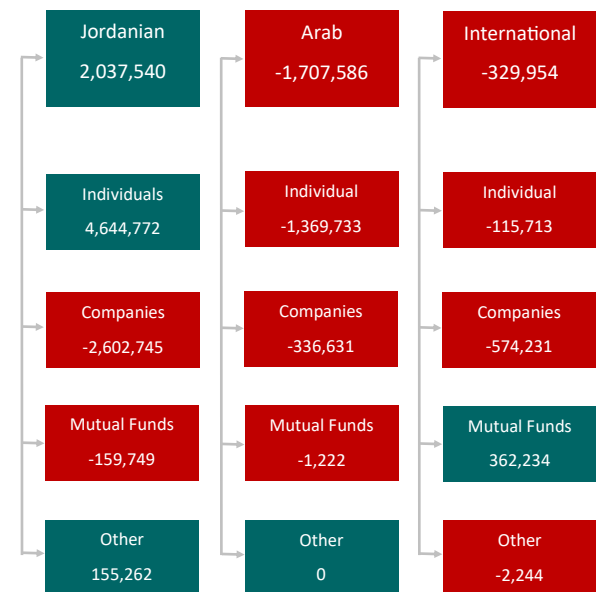 Jordanian
2,037,540
Individuals
4,644,772
Companies
-2,602,745
Mutual Funds
-159,749
Other
155,262
Arab
-1,707,586
Individual
-1,369,733
Companies
-336,631
Mutual Funds
-1,222
Other
0
International
-329,954
Individual
-115,713
Companies
-574,231
Mutual Funds
362,234
Other
-2,244